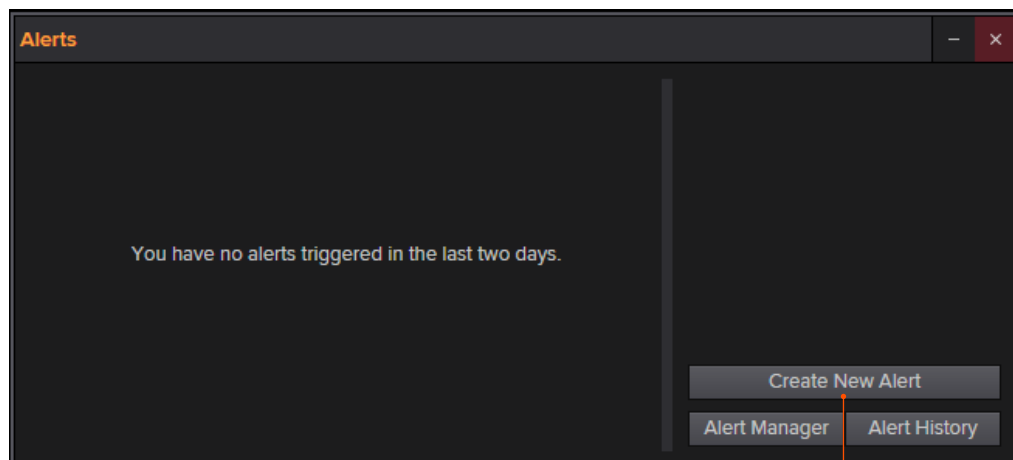 Alerts
You have no alerts triggered in the last two days.
Create New Alert
Alert Manager
Alert History